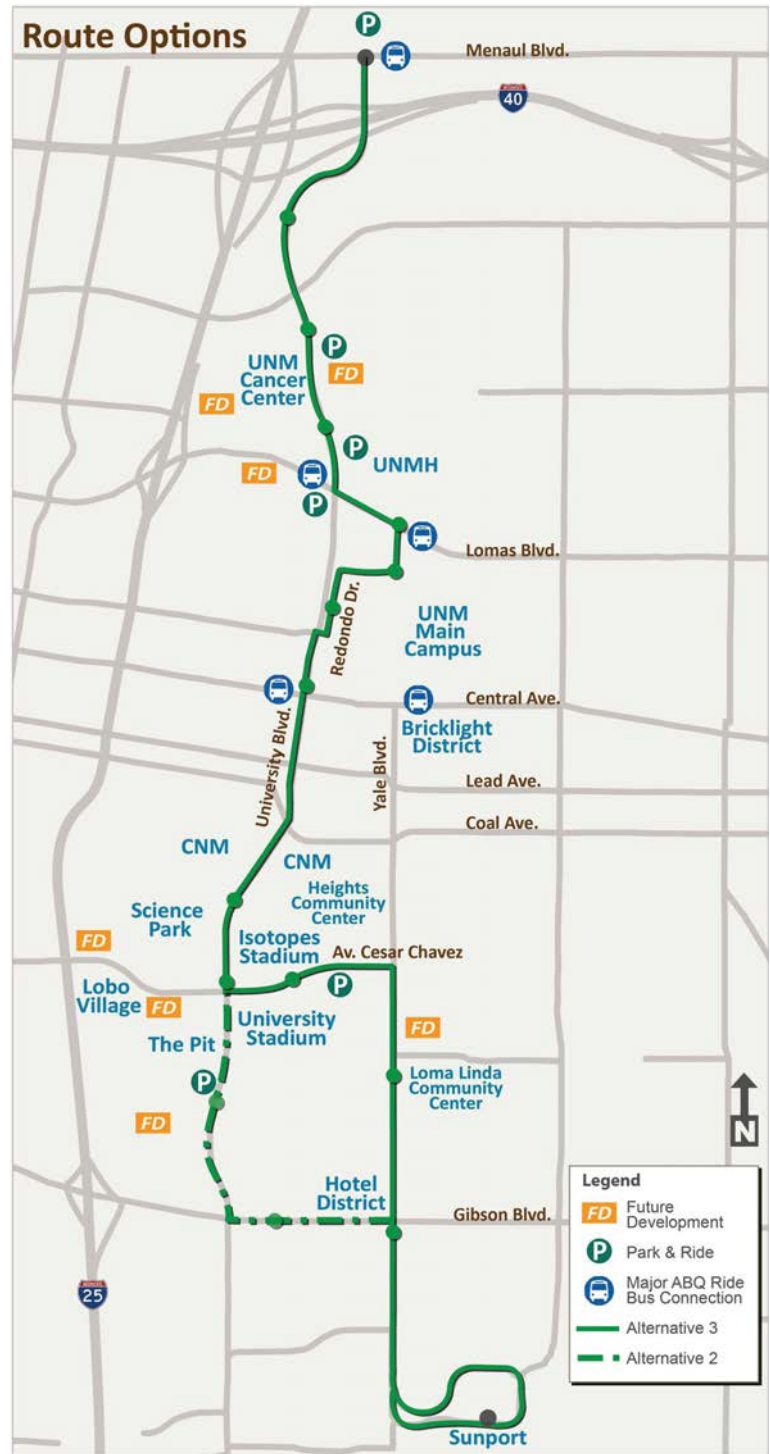 Route Options
P
Menaul Blvd.
INTERSTATE
40
P
UNM
Cancer
Center
FD
FD
P
UNMH
FD
P
Lomas Blvd.
Redondo Dr.
UNM
Main
Campus
Central Ave.
Bricklight
District
University Blvd.
Yale Blvd.
Lead Ave.
Coal Ave.
CNM
CNM
Heights
Community
Center
Science
Park
Isotopes
Stadium
Av. Cesar Chavez
FD
Lobo
Village
FD
P
University
Stadium
FD
The Pit
P
Loma Linda
Community
Center
FD
N
Hotel
District
Gibson Blvd.
INTERSTATE
25
Sunport
Legend
FD Future
Development
P Park & Ride
Major ABQ Ride
Bus Connection
Alternative 3
Alternative 2